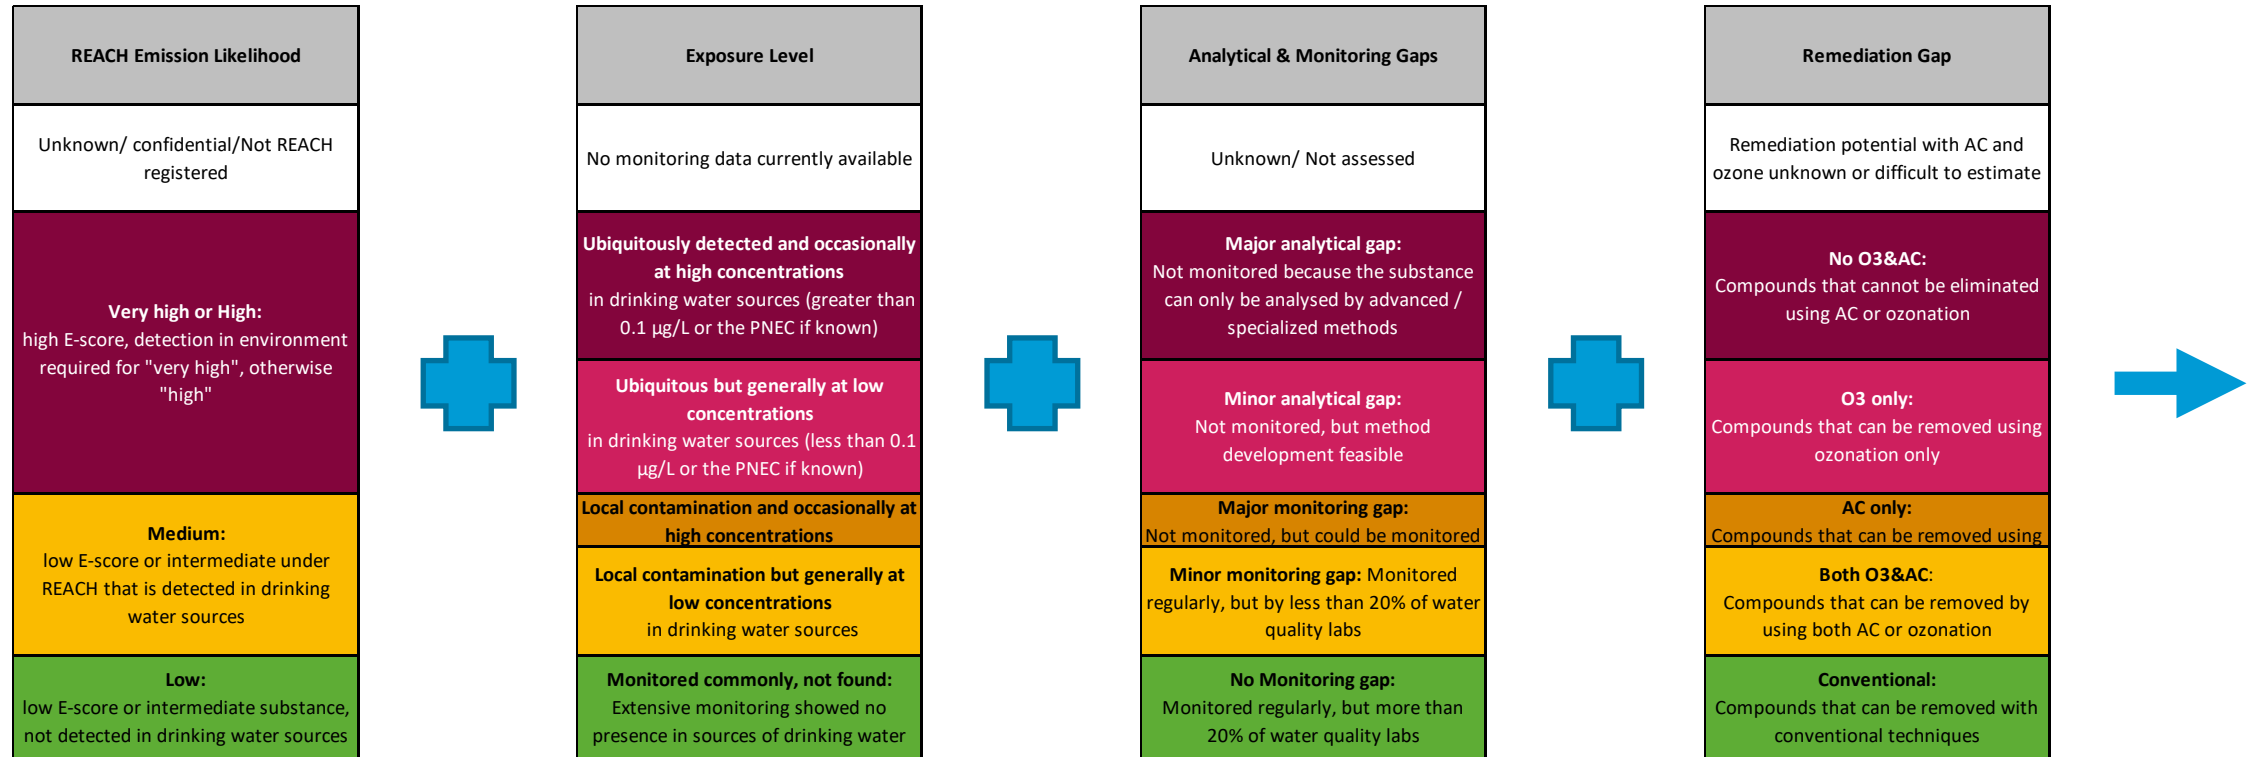 REACH Emission Likelihood
Unknown/ confidential/Not REACH
registered
Very high or High:
high E-score, detection in environment
required for "very high", otherwise
"high"
Medium:
low E-score or intermediate under
REACH that is detected in drinking
water sources
Low:
low E-score or intermediate substance,
not detected in drinking water sources
Exposure Level
No monitoring data currently available
Ubiquitously detected and occasionally
at high concentrations
in drinking water sources (greater than
0.1 µg/L or the PNEC if known)
Ubiquitous but generally at low
concentrations
in drinking water sources (less than 0.1
µg/L or the PNEC if known)
Local contamination and occasionally at
high concentrations
Local contamination but generally at
low concentrations
in drinking water sources
Monitored commonly, not found:
Extensive monitoring showed no
presence in sources of drinking water
Analytical & Monitoring Gaps
Unknown/ Not assessed
Major analytical gap:
Not monitored because the substance
can only be analysed by advanced /
specialized methods
Minor analytical gap:
Not monitored, but method
development feasible
Major monitoring gap:
Not monitored, but could be monitored
Minor monitoring gap: Monitored
regularly, but by less than 20% of water
quality labs
No Monitoring gap:
Monitored regularly, but more than
20% of water quality labs
Remediation Gap
Remediation potential with AC and
ozone unknown or difficult to estimate
No O3&AC:
Compounds that cannot be eliminated
using AC or ozonation
O3 only:
Compounds that can be removed using
ozonation only
AC only:
Compounds that can be removed using
Both O3&AC:
Compounds that can be removed by
using both AC or ozonation
Conventional:
Compounds that can be removed with
conventional techniques